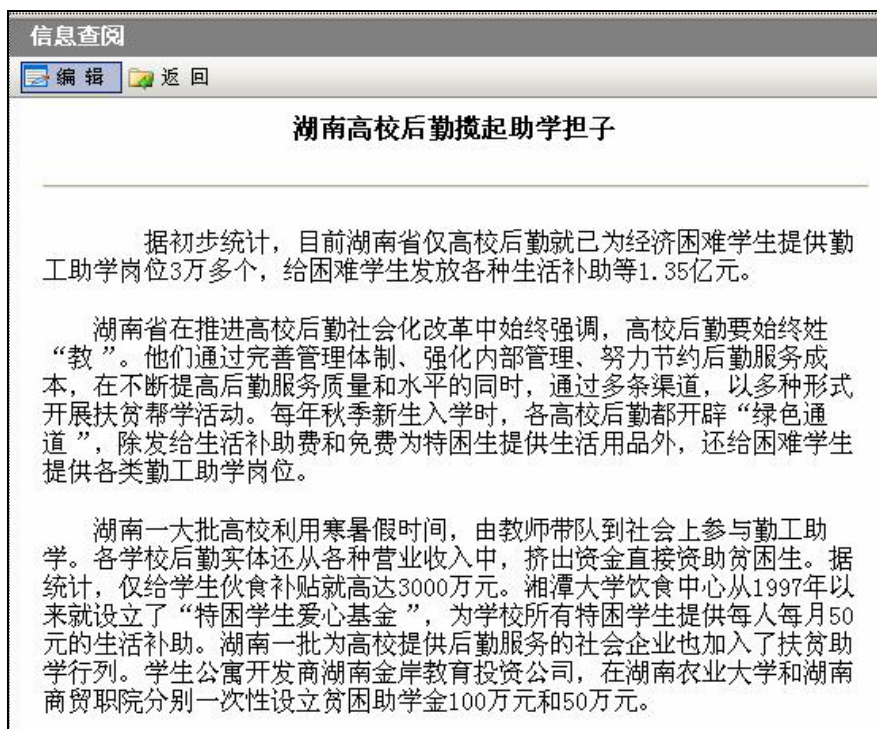 信息查阅
编 辑 返 回
湖南高校后勤揽起助学担子
据初步统计，目前湖南省仅高校后勤就已为经济困难学生提供勤
工助学岗位3万多个，给困难学生发放各种生活补助等1.35亿元。
湖南省在推进高校后勤社会化改革中始终强调，高校后勤要始终姓
“教 ”。他们通过完善管理体制、强化内部管理、努力节约后勤服务成
本，在不断提高后勤服务质量和水平的同时，通过多条渠道，以多种形式
开展扶贫帮学活动。每年秋季新生入学时，各高校后勤都开辟“绿色通
道 ”，除发给生活补助费和免费为特困生提供生活用品外，还给困难学生
提供各类勤工助学岗位。
湖南一大批高校利用寒暑假时间，由教师带队到社会上参与勤工助
学。各学校后勤实体还从各种营业收入中，挤出资金直接资助贫困生。据
统计，仅给学生伙食补贴就高达3000万元。湘潭大学饮食中心从1997年以
来就设立了“特困学生爱心基金 ”，为学校所有特困学生提供每人每月50
元的生活补助。湖南一批为高校提供后勤服务的社会企业也加入了扶贫助
学行列。学生公寓开发商湖南金岸教育投资公司，在湖南农业大学和湖南
商贸职院分别一次性设立贫困助学金100万元和50万元。